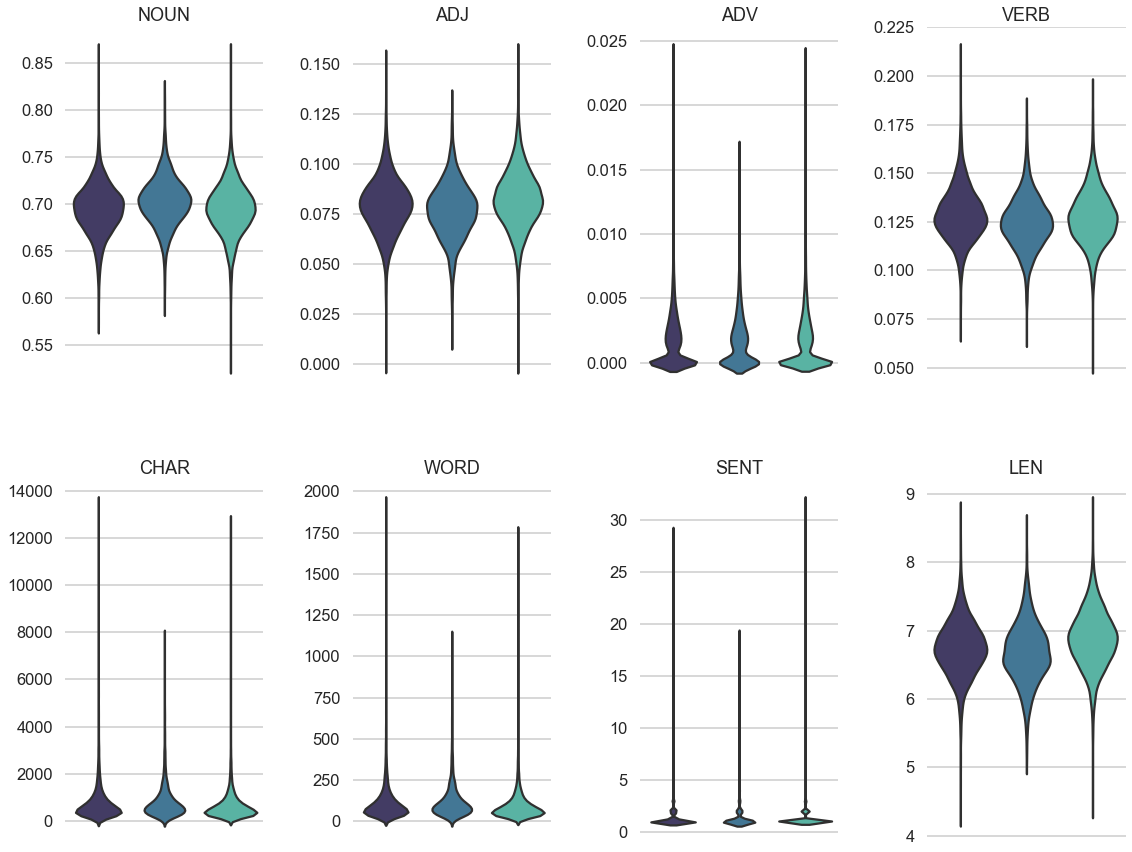 NOUN ADJ ADV VERB
0.85 0.150 0.025 0.225
0.80 0.125 0.020 0.200
0.75 0.100 0.015 0.175
0.70 0.075 0.010 0.150
0.65 0.050 0.005 0.125
0.60 0.025 0.000 0.100
0.55 0.000 0.075
0.050
CHAR WORD SENT LEN
14000 2000 30 9
12000 1750 25 8
10000 1500 20 7
8000 1250 15 6
6000 1000 10 5
4000 750 5 4
2000 500 0
0 250
0